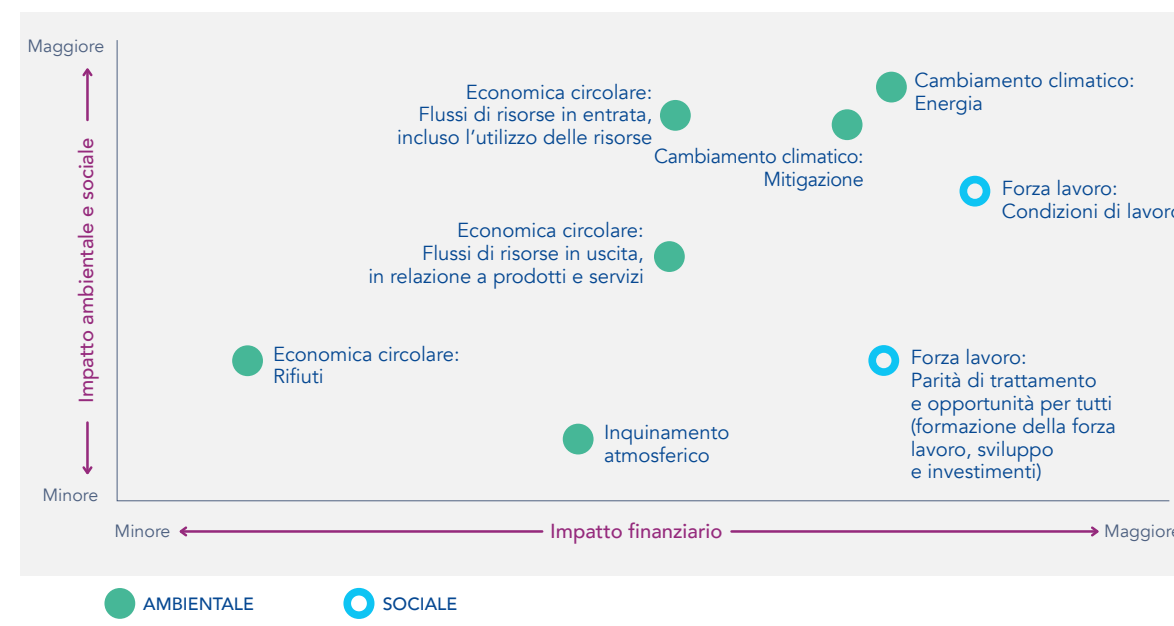 Maggiore
Impatto ambientale e sociale
Minore
Economica circolare:
Flussi di risorse in entrata,
incluso l'utilizzo delle risorse
Cambiamento climatico:
Energia
Cambiamento climatico:
Mitigazione
Forza lavoro:
Condizioni di lavoro
Economica circolare:
Flussi di risorse in uscita,
in relazione a prodotti e servizi
Economica circolare:
Rifiuti
Forza lavoro:
Parità di trattamento
e opportunità per tutti
(formazione della forza
lavoro, sviluppo
e investimenti)
Inquinamento
atmosferico
Minore
Impatto finanziario
Maggiore
AMBIENTALE
SOCIALE